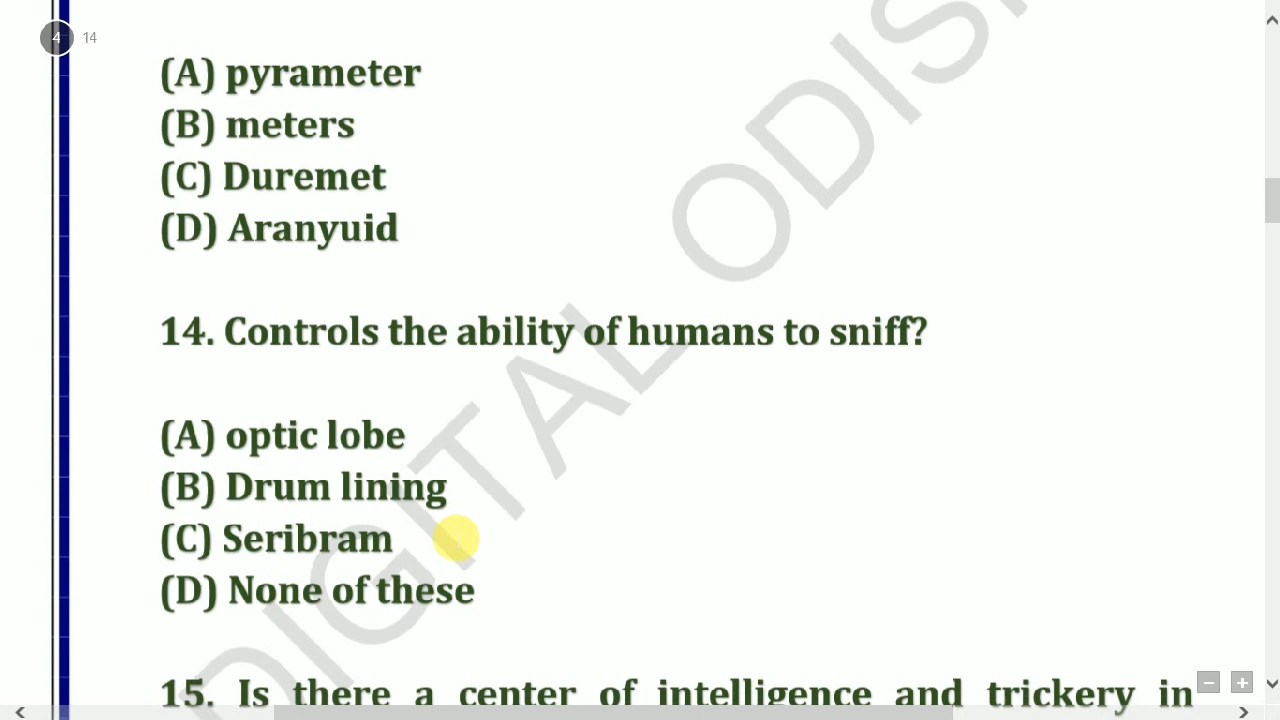 4 14
(A) pyrameter
(B) meters
(C) Duremet
(D) Aranyuid
14. Controls the ability of humans to sniff?
(A) optic lobe
(B) Drum lining
(C) Seribram
(D) None of these
15. Is there a center of intelligence and trickery in
DIGITAL ODIS